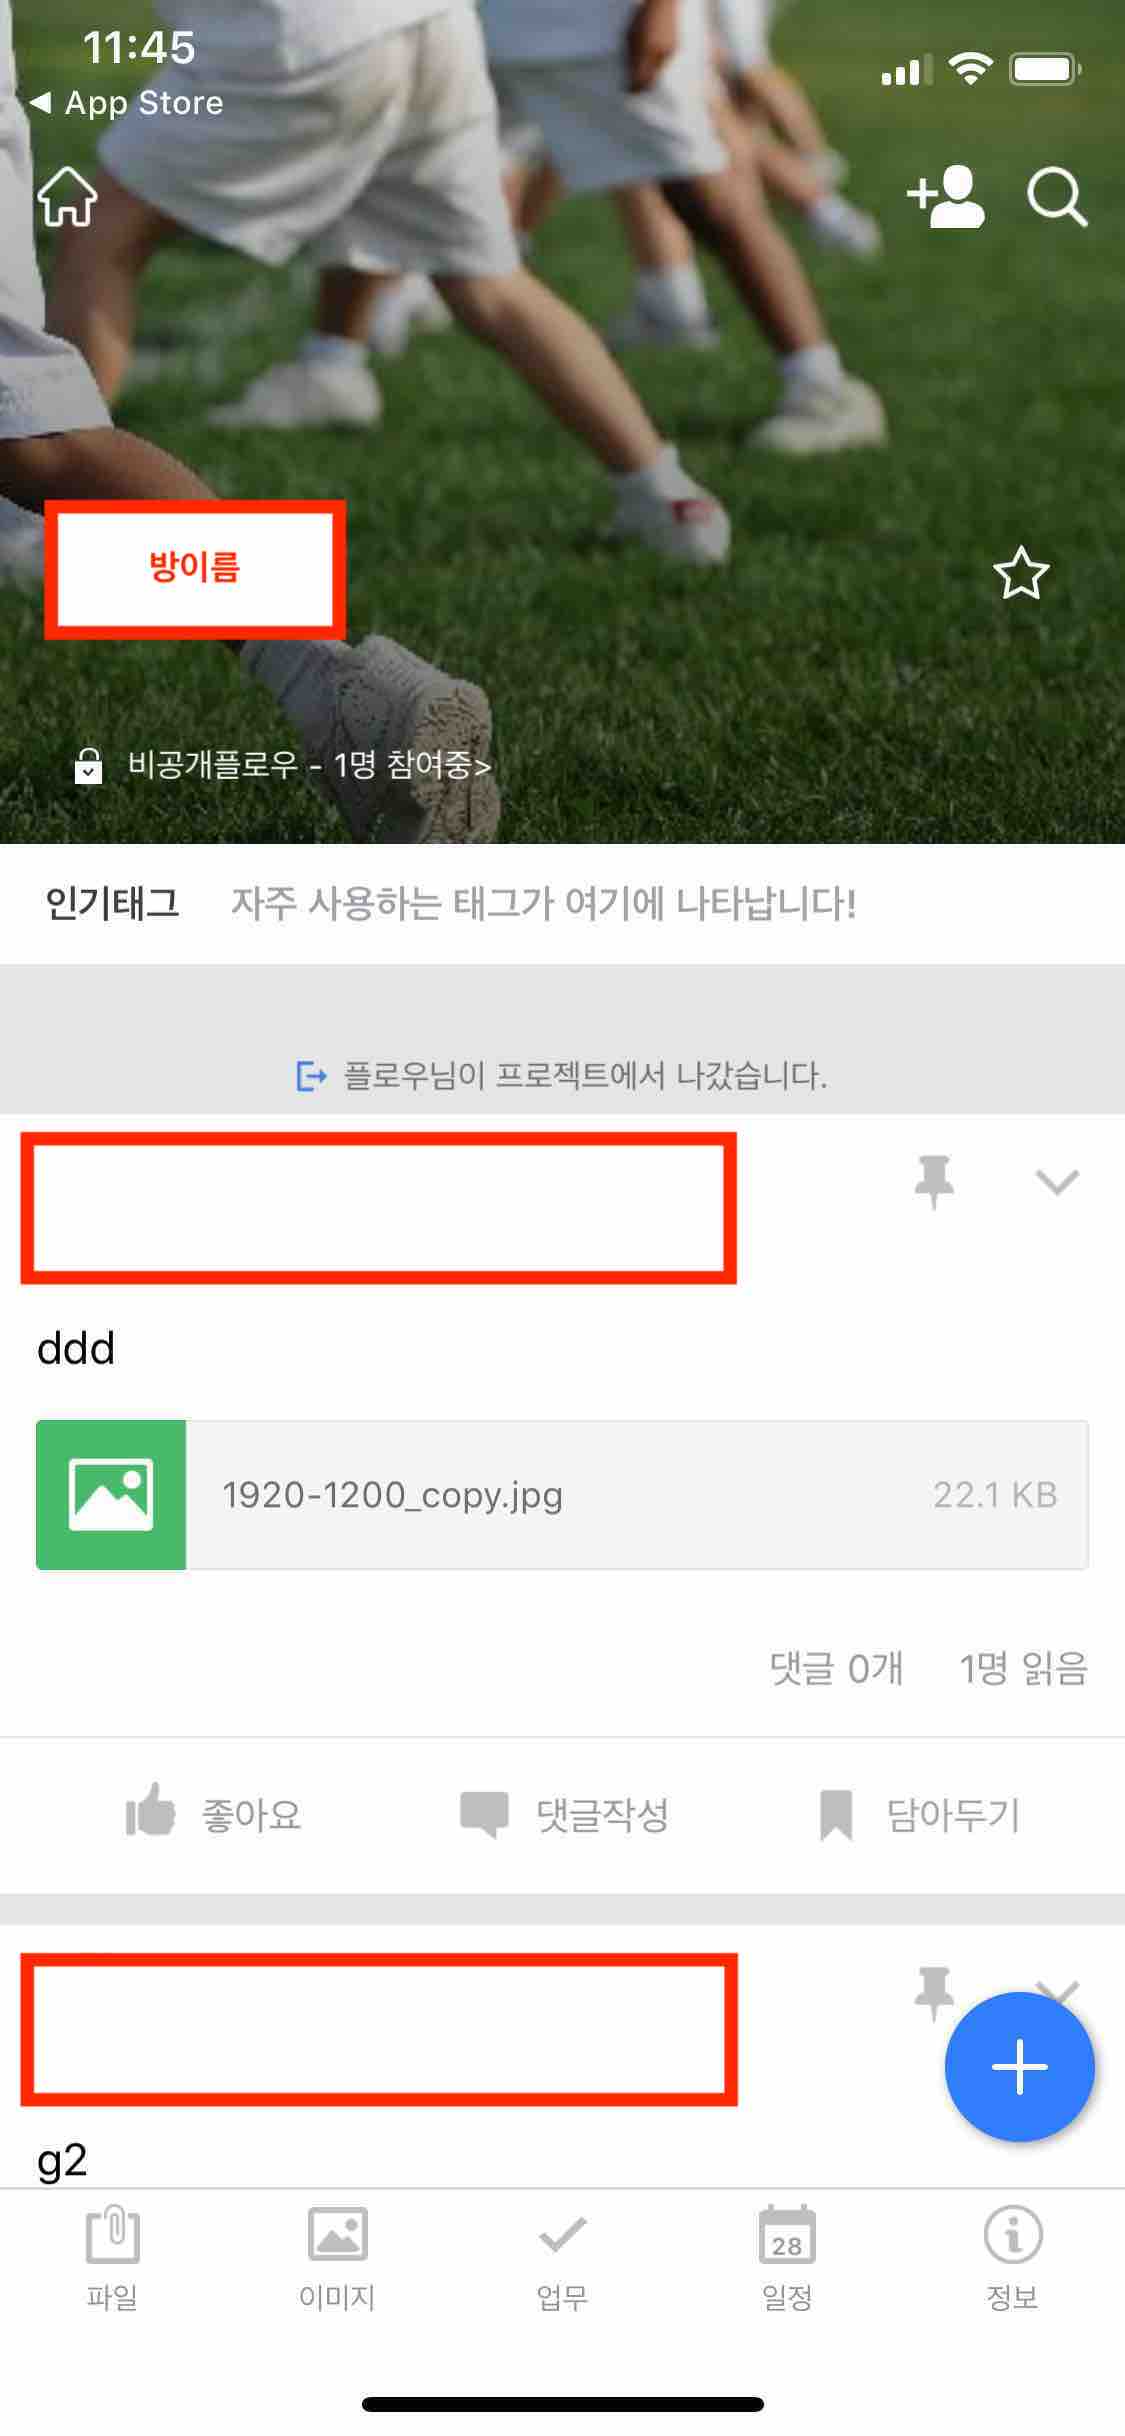 11:45
◀ App Store
방이름
비공개플로우 - 1명 참여중>
인기태그 자주 사용하는 태그가 여기에 나타납니다!
플로우님이 프로젝트에서 나갔습니다.
ddd
1920-1200_copy.jpg 22.1 KB
댓글 0개 1명 읽음
좋아요 댓글작성 담아두기
g2
28
파일 이미지 업무 일정 정보